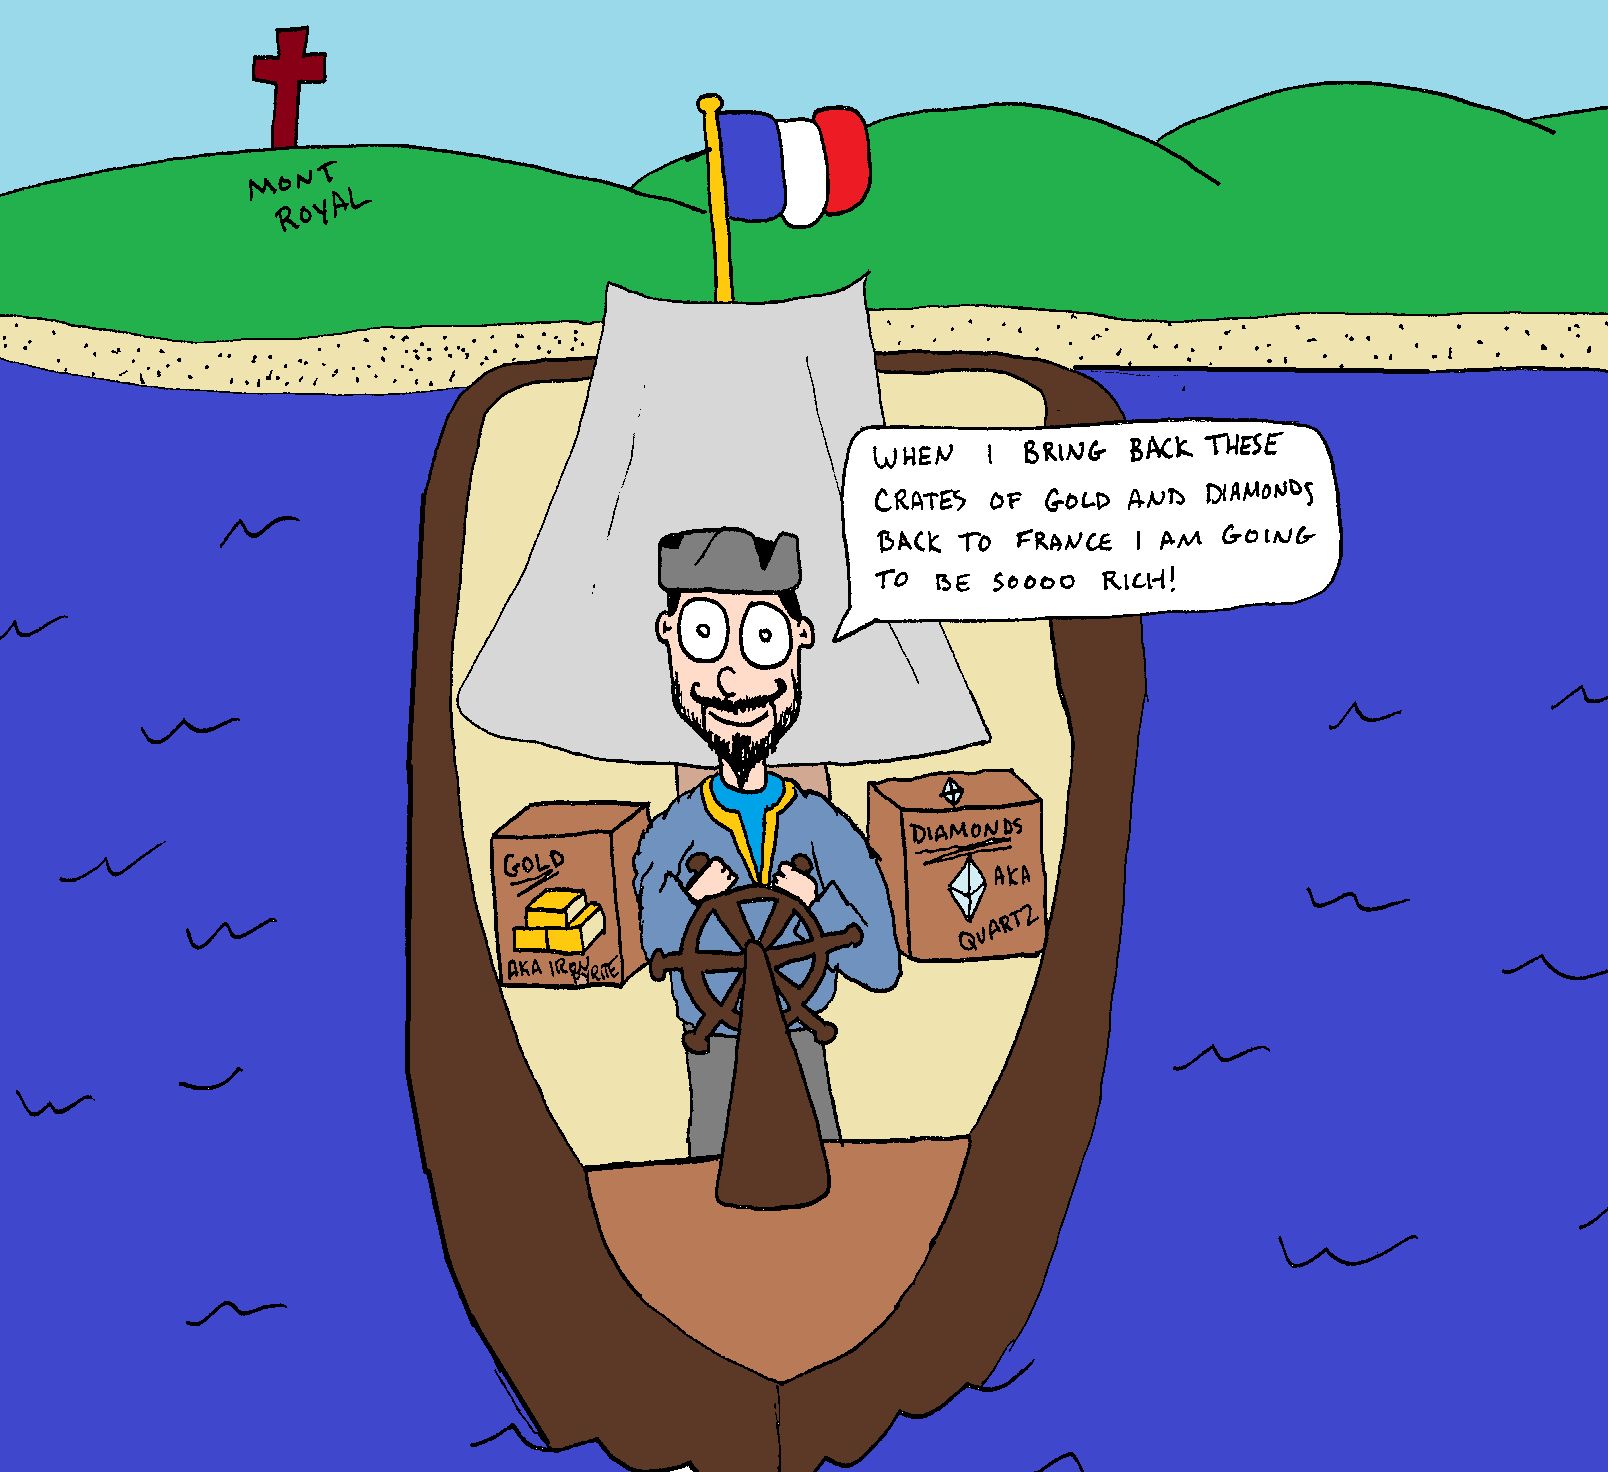 MONT
ROYAL
WHEN I BRING BACK THESE
CRATES OF GOLD AND DIAMONDS
BACK TO FRANCE I AM GOING
TO BE SOOOO RICH!
GOLD
AKA IRON PYRITE
DIAMONDS
AKA
QUARTZ